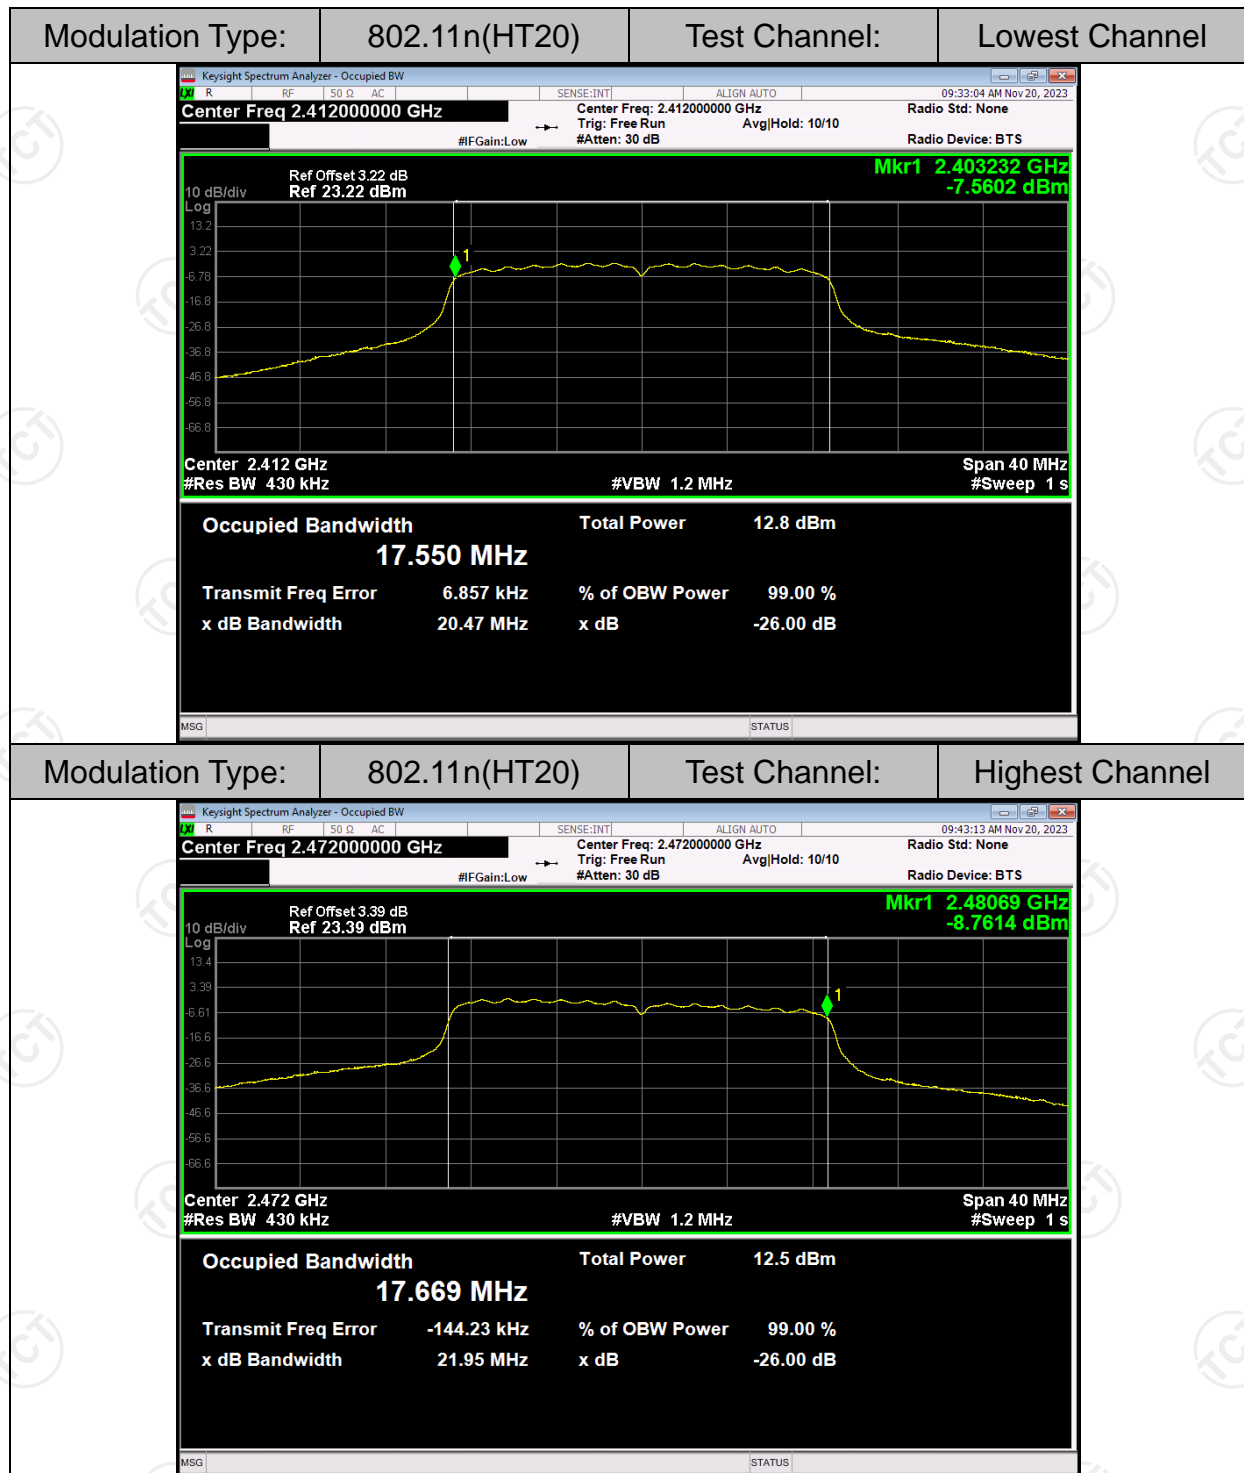 Modulation Type: 802.11n(HT20) Test Channel: Lowest Channel
Keysight Spectrum Analyzer - Occupied BW
LXI R RF 50 Ω AC SENSE:INT ALIGN AUTO 09:33:04 AM Nov 20, 2023
Center Freq 2.412000000 GHz Center Freq: 2.412000000 GHz Radio Std: None
Trig: Free Run Avg|Hold: 10/10
#IFGain:Low #Atten: 30 dB Radio Device: BTS
Mkr1 2.403232 GHz
Ref Offset 3.22 dB
10 dB/div Ref 23.22 dBm -7.5602 dBm
Log
13.2
3.22
1
-6.78
-16.8
-26.8
-36.8
-46.8
-56.8
-66.8
Center 2.412 GHz Span 40 MHz
#Res BW 430 kHz #VBW 1.2 MHz #Sweep 1 s
Occupied Bandwidth Total Power 12.8 dBm
17.550 MHz
Transmit Freq Error 6.857 kHz % of OBW Power 99.00 %
x dB Bandwidth 20.47 MHz x dB -26.00 dB
MSG STATUS
Modulation Type: 802.11n(HT20) Test Channel: Highest Channel
Keysight Spectrum Analyzer - Occupied BW
LXI R RF 50 Ω AC SENSE:INT ALIGN AUTO 09:43:13 AM Nov 20, 2023
Center Freq 2.472000000 GHz Center Freq: 2.472000000 GHz Radio Std: None
Trig: Free Run Avg|Hold: 10/10
#IFGain:Low #Atten: 30 dB Radio Device: BTS
Mkr1 2.48069 GHz
Ref Offset 3.39 dB
10 dB/div Ref 23.39 dBm -8.7614 dBm
Log
13.4
3.39
1
-6.61
-16.6
-26.6
-36.6
-46.6
-56.6
-66.6
Center 2.472 GHz Span 40 MHz
#Res BW 430 kHz #VBW 1.2 MHz #Sweep 1 s
Occupied Bandwidth Total Power 12.5 dBm
17.669 MHz
Transmit Freq Error -144.23 kHz % of OBW Power 99.00 %
x dB Bandwidth 21.95 MHz x dB -26.00 dB
MSG STATUS